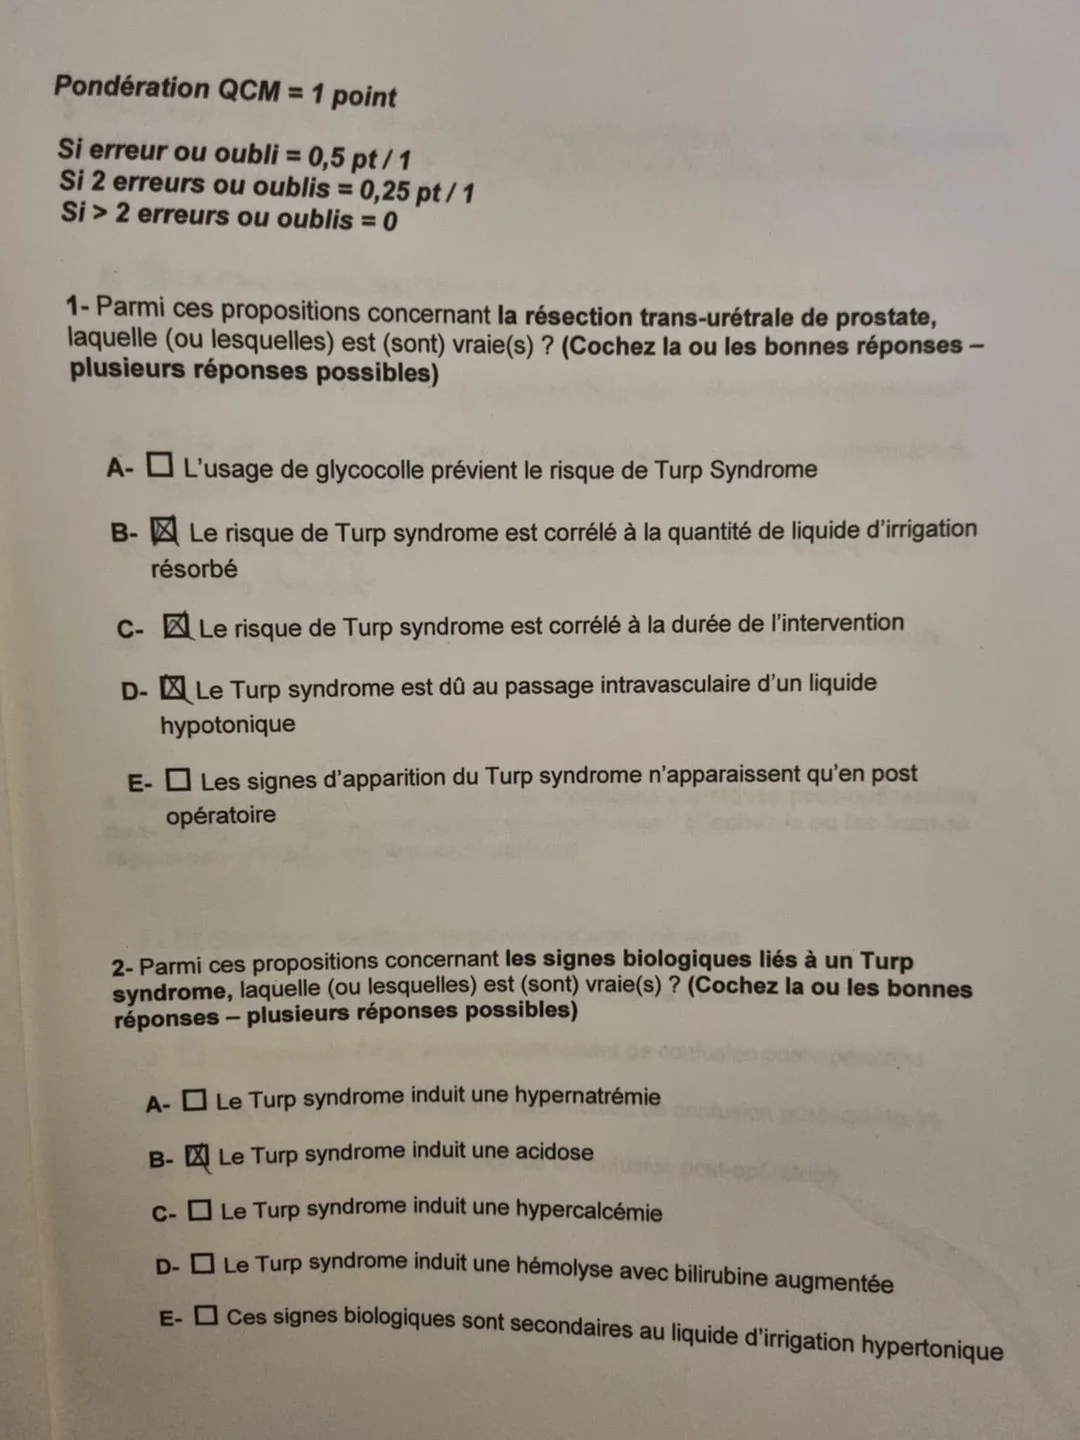 Pondération QCM = 1 point
Si erreur ou oubli = 0,5 pt / 1
Si 2 erreurs ou oublis = 0,25 pt / 1
Si > 2 erreurs ou oublis = 0
1- Parmi ces propositions concernant la résection trans-urétrale de prostate,
laquelle (ou lesquelles) est (sont) vraie(s) ? (Cochez la ou les bonnes réponses –
plusieurs réponses possibles)
A- ☐ L'usage de glycocolle prévient le risque de Turp Syndrome
B- ☒ Le risque de Turp syndrome est corrélé à la quantité de liquide d'irrigation
résorbé
C- ☒ Le risque de Turp syndrome est corrélé à la durée de l'intervention
D- ☒ Le Turp syndrome est dû au passage intravasculaire d'un liquide
hypotonique
E- ☐ Les signes d'apparition du Turp syndrome n'apparaissent qu'en post
opératoire
2- Parmi ces propositions concernant les signes biologiques liés à un Turp
syndrome, laquelle (ou lesquelles) est (sont) vraie(s) ? (Cochez la ou les bonnes
réponses – plusieurs réponses possibles)
A- ☐ Le Turp syndrome induit une hypernatrémie
B- ☒ Le Turp syndrome induit une acidose
C- ☐ Le Turp syndrome induit une hypercalcémie
D- ☐ Le Turp syndrome induit une hémolyse avec bilirubine augmentée
E- ☐ Ces signes biologiques sont secondaires au liquide d'irrigation hypertonique